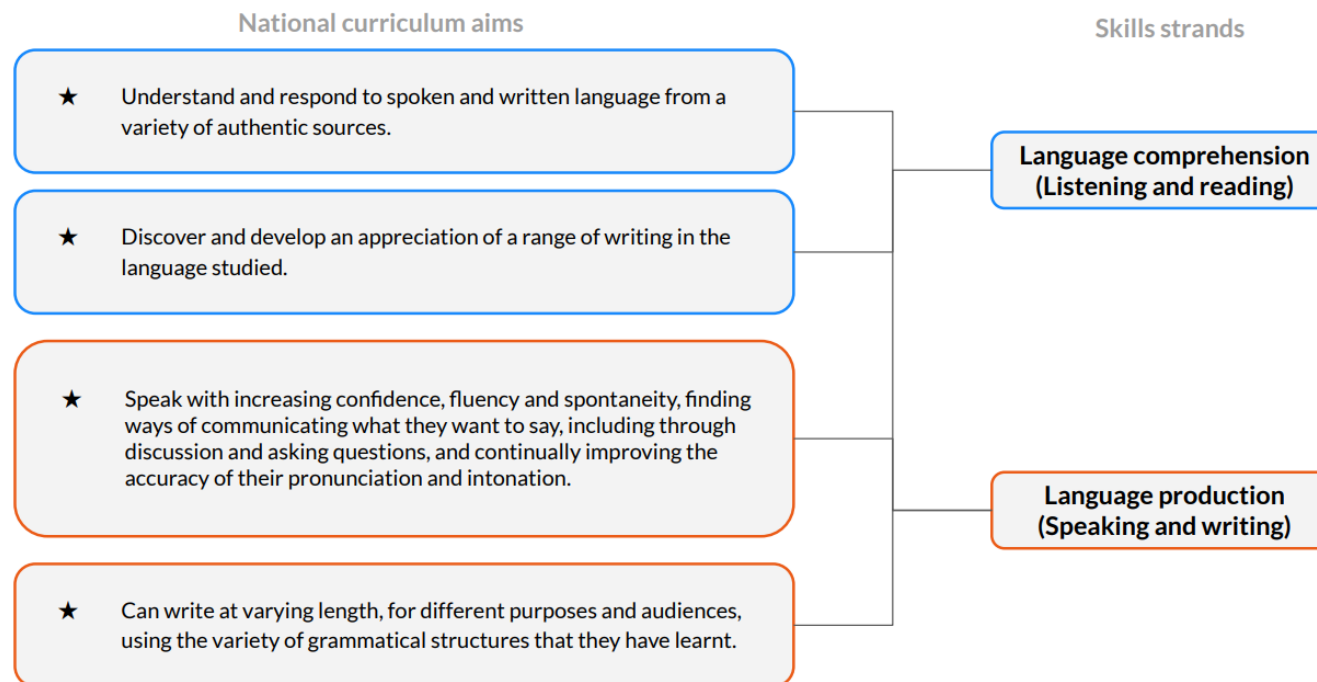 National curriculum aims
Skills strands
★ Understand and respond to spoken and written language from a
variety of authentic sources.
★ Discover and develop an appreciation of a range of writing in the
language studied.
★ Speak with increasing confidence, fluency and spontaneity, finding
ways of communicating what they want to say, including through
discussion and asking questions, and continually improving the
accuracy of their pronunciation and intonation.
★ Can write at varying length, for different purposes and audiences,
using the variety of grammatical structures that they have learnt.
Language comprehension
(Listening and reading)
Language production
(Speaking and writing)